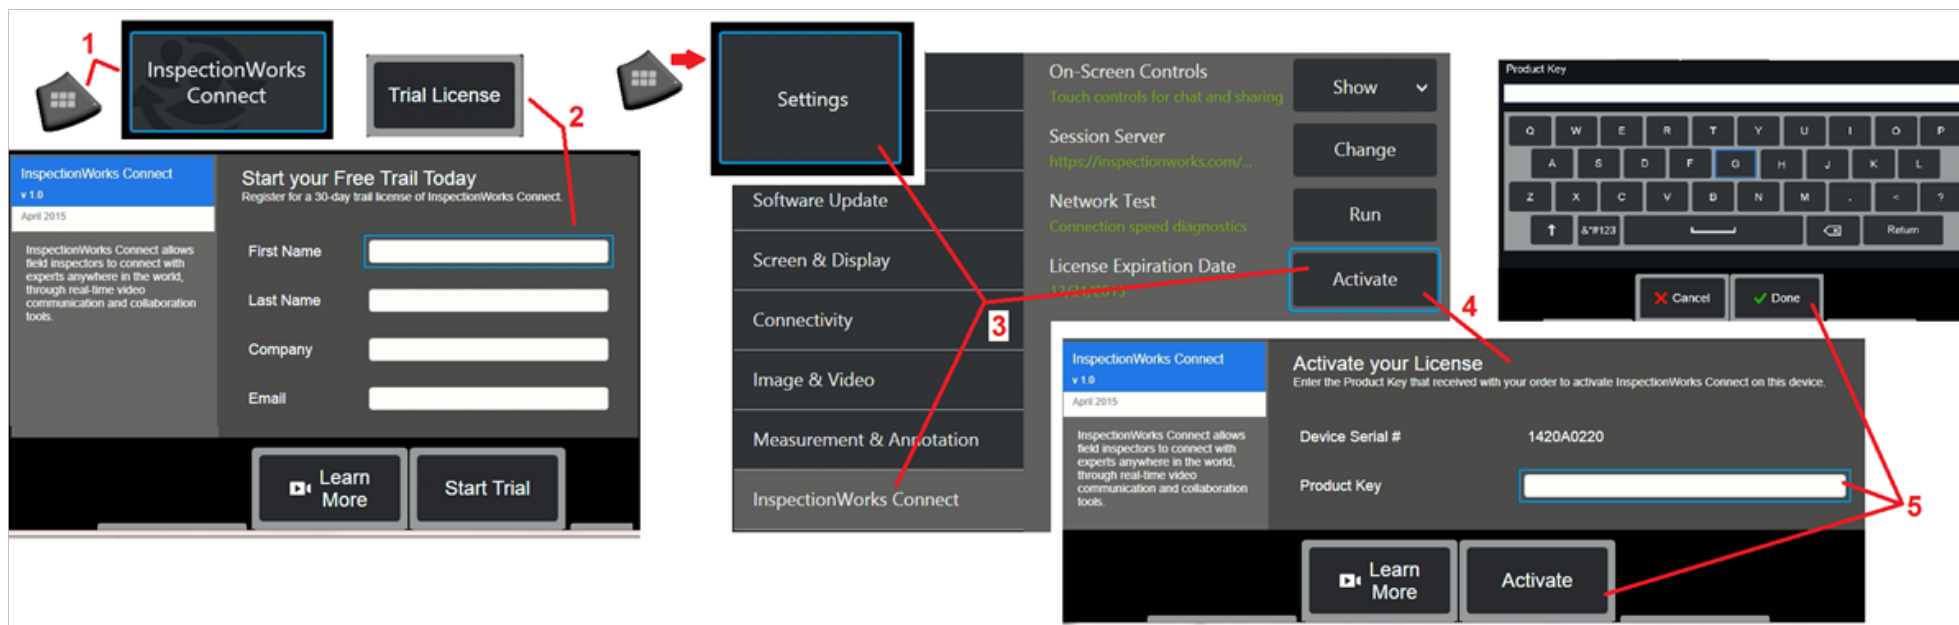 1
InspectionWorks
Connect
Trial License
2
InspectionWorks Connect
v 1.0
April 2015
InspectionWorks Connect allows
field inspectors to connect with
experts anywhere in the world,
through real-time video
communication and collaboration
tools.
Start your Free Trail Today
Register for a 30-day trail license of InspectionWorks Connect.
First Name
Last Name
Company
Email
Learn
More
Start Trial
Settings
Software Update
Screen & Display
Connectivity
Image & Video
Measurement & Annotation
InspectionWorks Connect
3
On-Screen Controls
Touch controls for chat and sharing
Show
Session Server
https://inspectionworks.com/...
Change
Network Test
Connection speed diagnostics
Run
License Expiration Date
12/31/2015
Activate
4
Product Key
Q W E R T Y U I O P
A S D F G H J K L
Z X C V B N M . < ?
&*#123
Return
Cancel
Done
InspectionWorks Connect
v 1.0
April 2015
InspectionWorks Connect allows
field inspectors to connect with
experts anywhere in the world,
through real-time video
communication and collaboration
tools.
Activate your License
Enter the Product Key that received with your order to activate InspectionWorks Connect on this device.
Device Serial # 1420A0220
Product Key
5
Learn
More
Activate